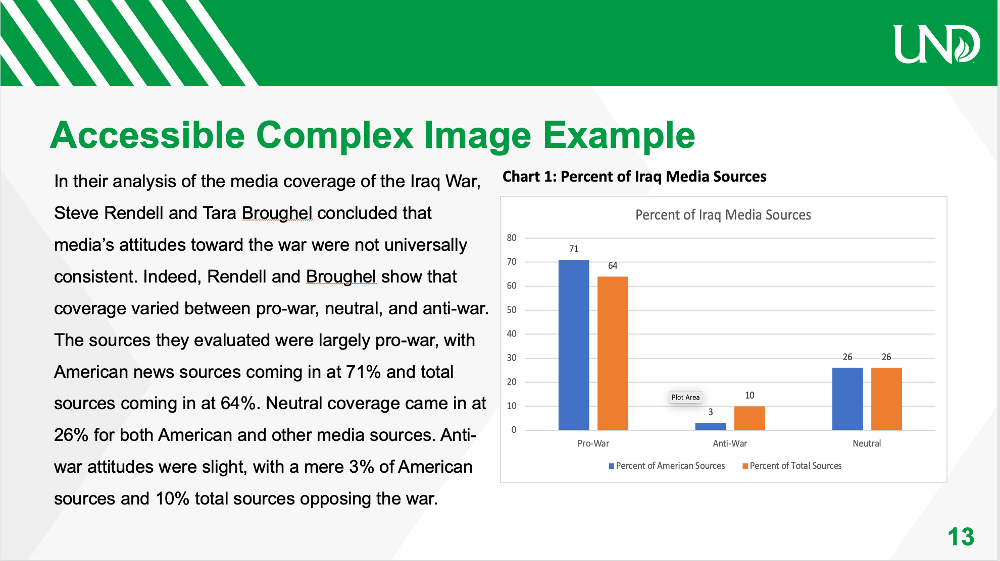 UND
Accessible Complex Image Example
In their analysis of the media coverage of the Iraq War,
Steve Rendell and Tara Broughel concluded that
media’s attitudes toward the war were not universally
consistent. Indeed, Rendell and Broughel show that
coverage varied between pro-war, neutral, and anti-war.
The sources they evaluated were largely pro-war, with
American news sources coming in at 71% and total
sources coming in at 64%. Neutral coverage came in at
26% for both American and other media sources. Anti-
war attitudes were slight, with a mere 3% of American
sources and 10% total sources opposing the war.
Chart 1: Percent of Iraq Media Sources
Percent of Iraq Media Sources
80
70
60
50
40
30
20
10
0
71
64
3
10
26
26
Plot Area
Pro-War
Anti-War
Neutral
Percent of American Sources
Percent of Total Sources
13